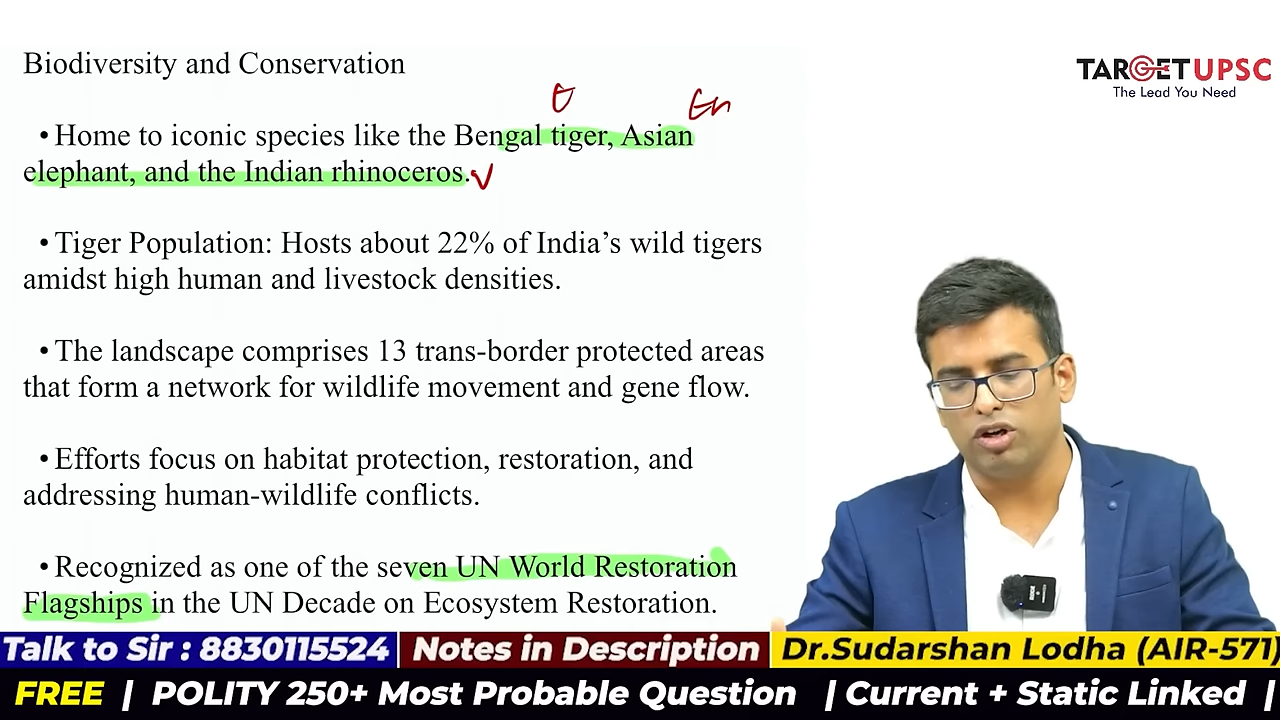 Biodiversity and Conservation
TARGETUPSC
The Lead You Need
• Home to iconic species like the Bengal tiger, Asian
elephant, and the Indian rhinoceros.
• Tiger Population: Hosts about 22% of India’s wild tigers
amidst high human and livestock densities.
• The landscape comprises 13 trans-border protected areas
that form a network for wildlife movement and gene flow.
• Efforts focus on habitat protection, restoration, and
addressing human-wildlife conflicts.
• Recognized as one of the seven UN World Restoration
Flagships in the UN Decade on Ecosystem Restoration.
Talk to Sir : 8830115524 Notes in Description Dr.Sudarshan Lodha (AIR-571)
FREE | POLITY 250+ Most Probable Question | Current + Static Linked |